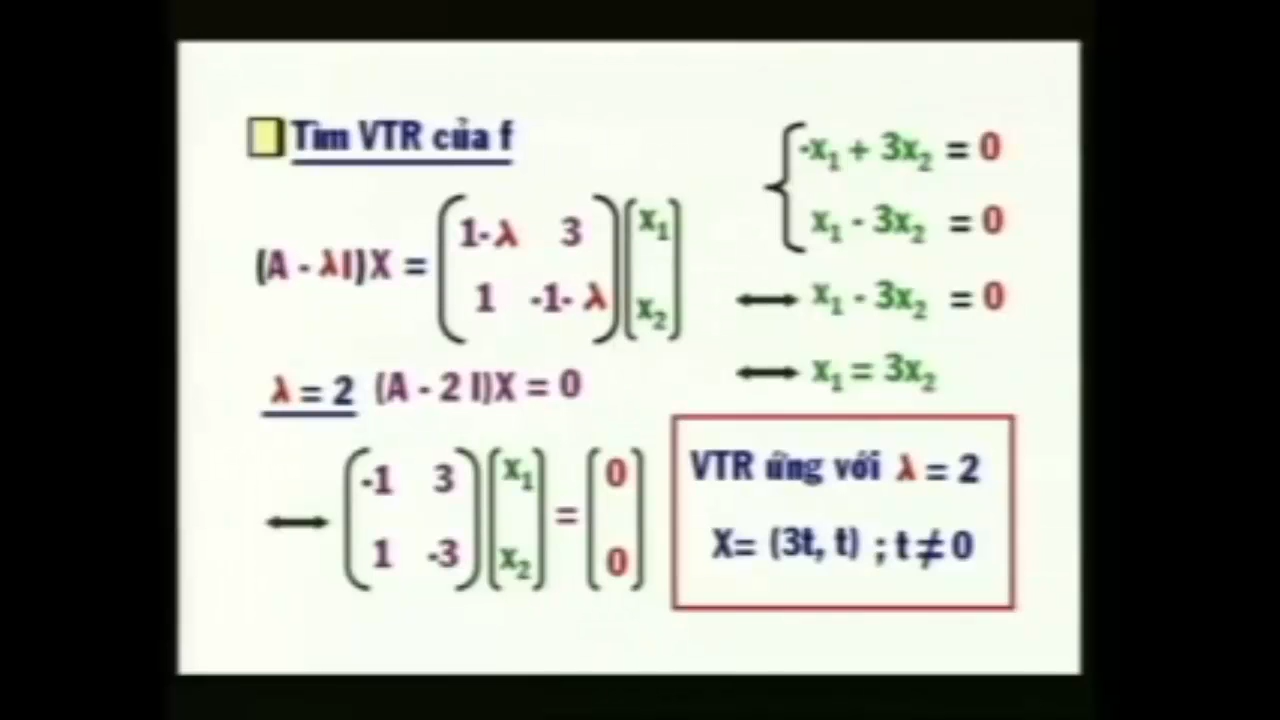 Tìm VTR của f
(A - λI)X = ( 1-λ 3 ) ( x₁ )
( 1 -1-λ ) ( x₂ )
λ = 2 (A - 2 I)X = 0
⟷ ( -1 3 ) ( x₁ ) = ( 0 )
( 1 -3 ) ( x₂ ) ( 0 )
{ -x₁ + 3x₂ = 0
x₁ - 3x₂ = 0
⟷ x₁ - 3x₂ = 0
⟷ x₁ = 3x₂
VTR ứng với λ = 2
X= (3t, t) ; t ≠ 0